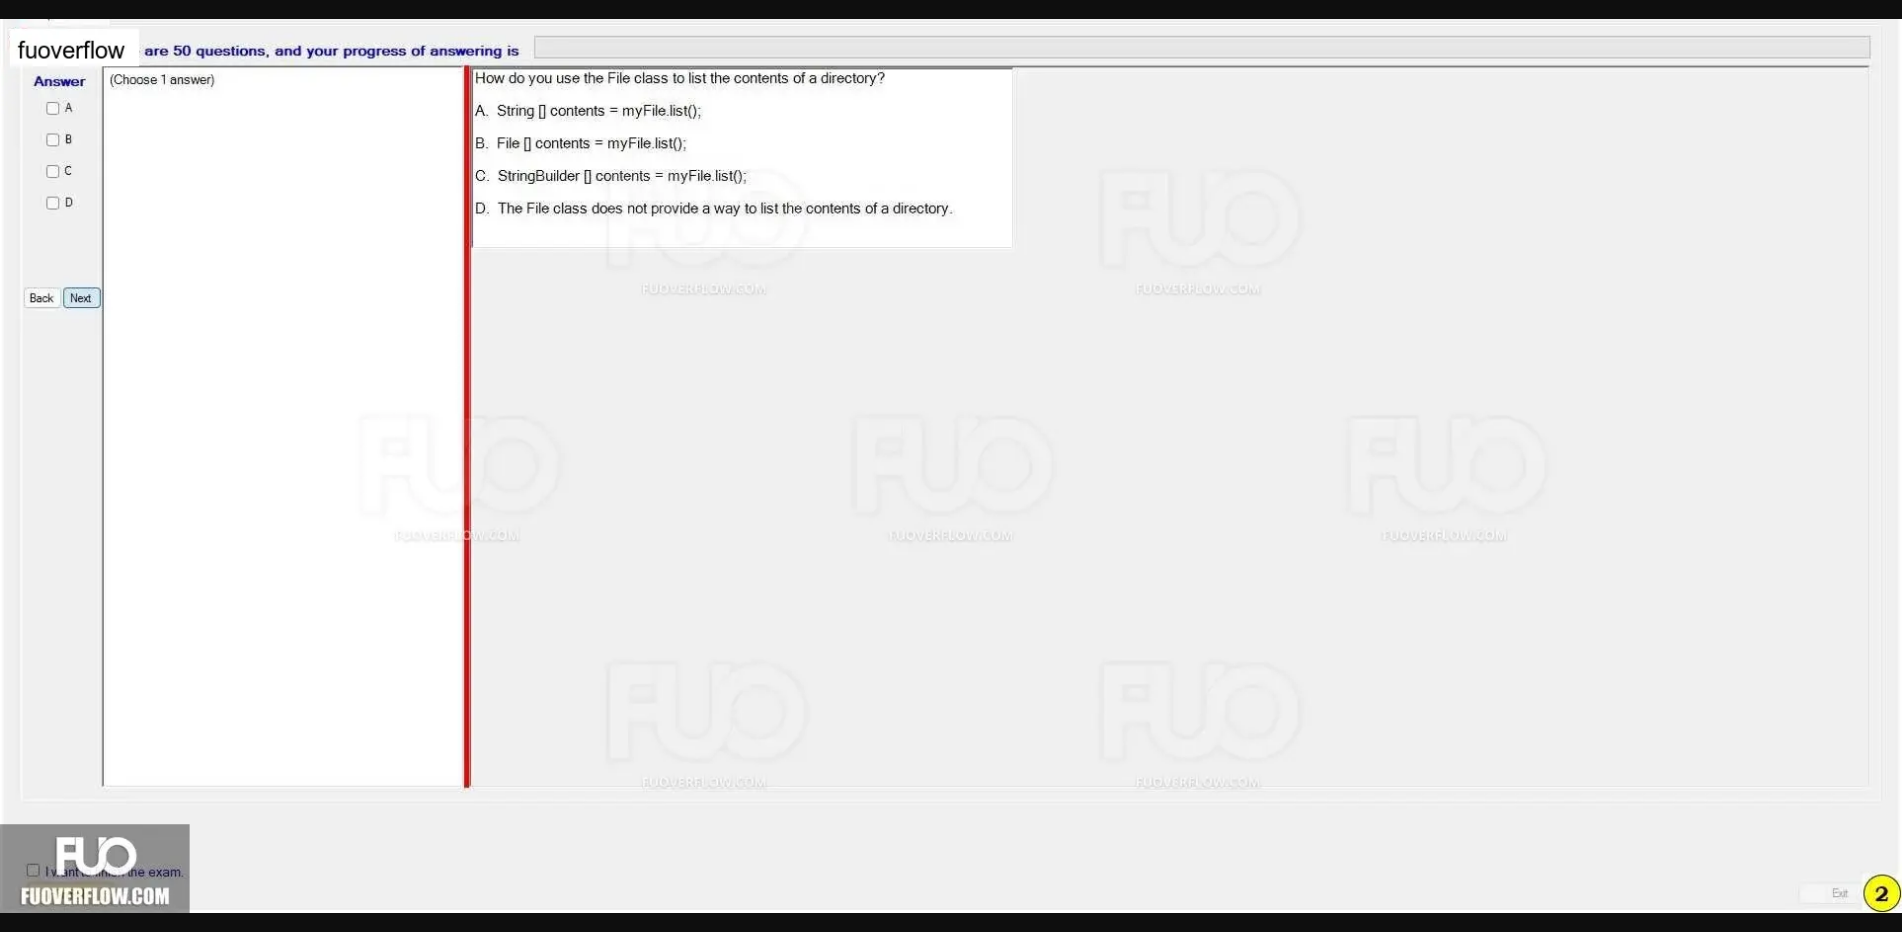 fuoverflow are 50 questions, and your progress of answering is
Answer
(Choose 1 answer)
A
B
C
D
Back Next
How do you use the File class to list the contents of a directory?
A. String [] contents = myFile.list();
B. File [] contents = myFile.list();
C. StringBuilder [] contents = myFile.list();
D. The File class does not provide a way to list the contents of a directory.
FUO
FUOVERFLOW.COM
FUO
FUOVERFLOW.COM
FUO
FUOVERFLOW.COM
FUO
FUOVERFLOW.COM
FUO
FUOVERFLOW.COM
FUO
FUOVERFLOW.COM
FUO
FUOVERFLOW.COM
FUO
I want the exam.
FUOVERFLOW.COM
Exit
2